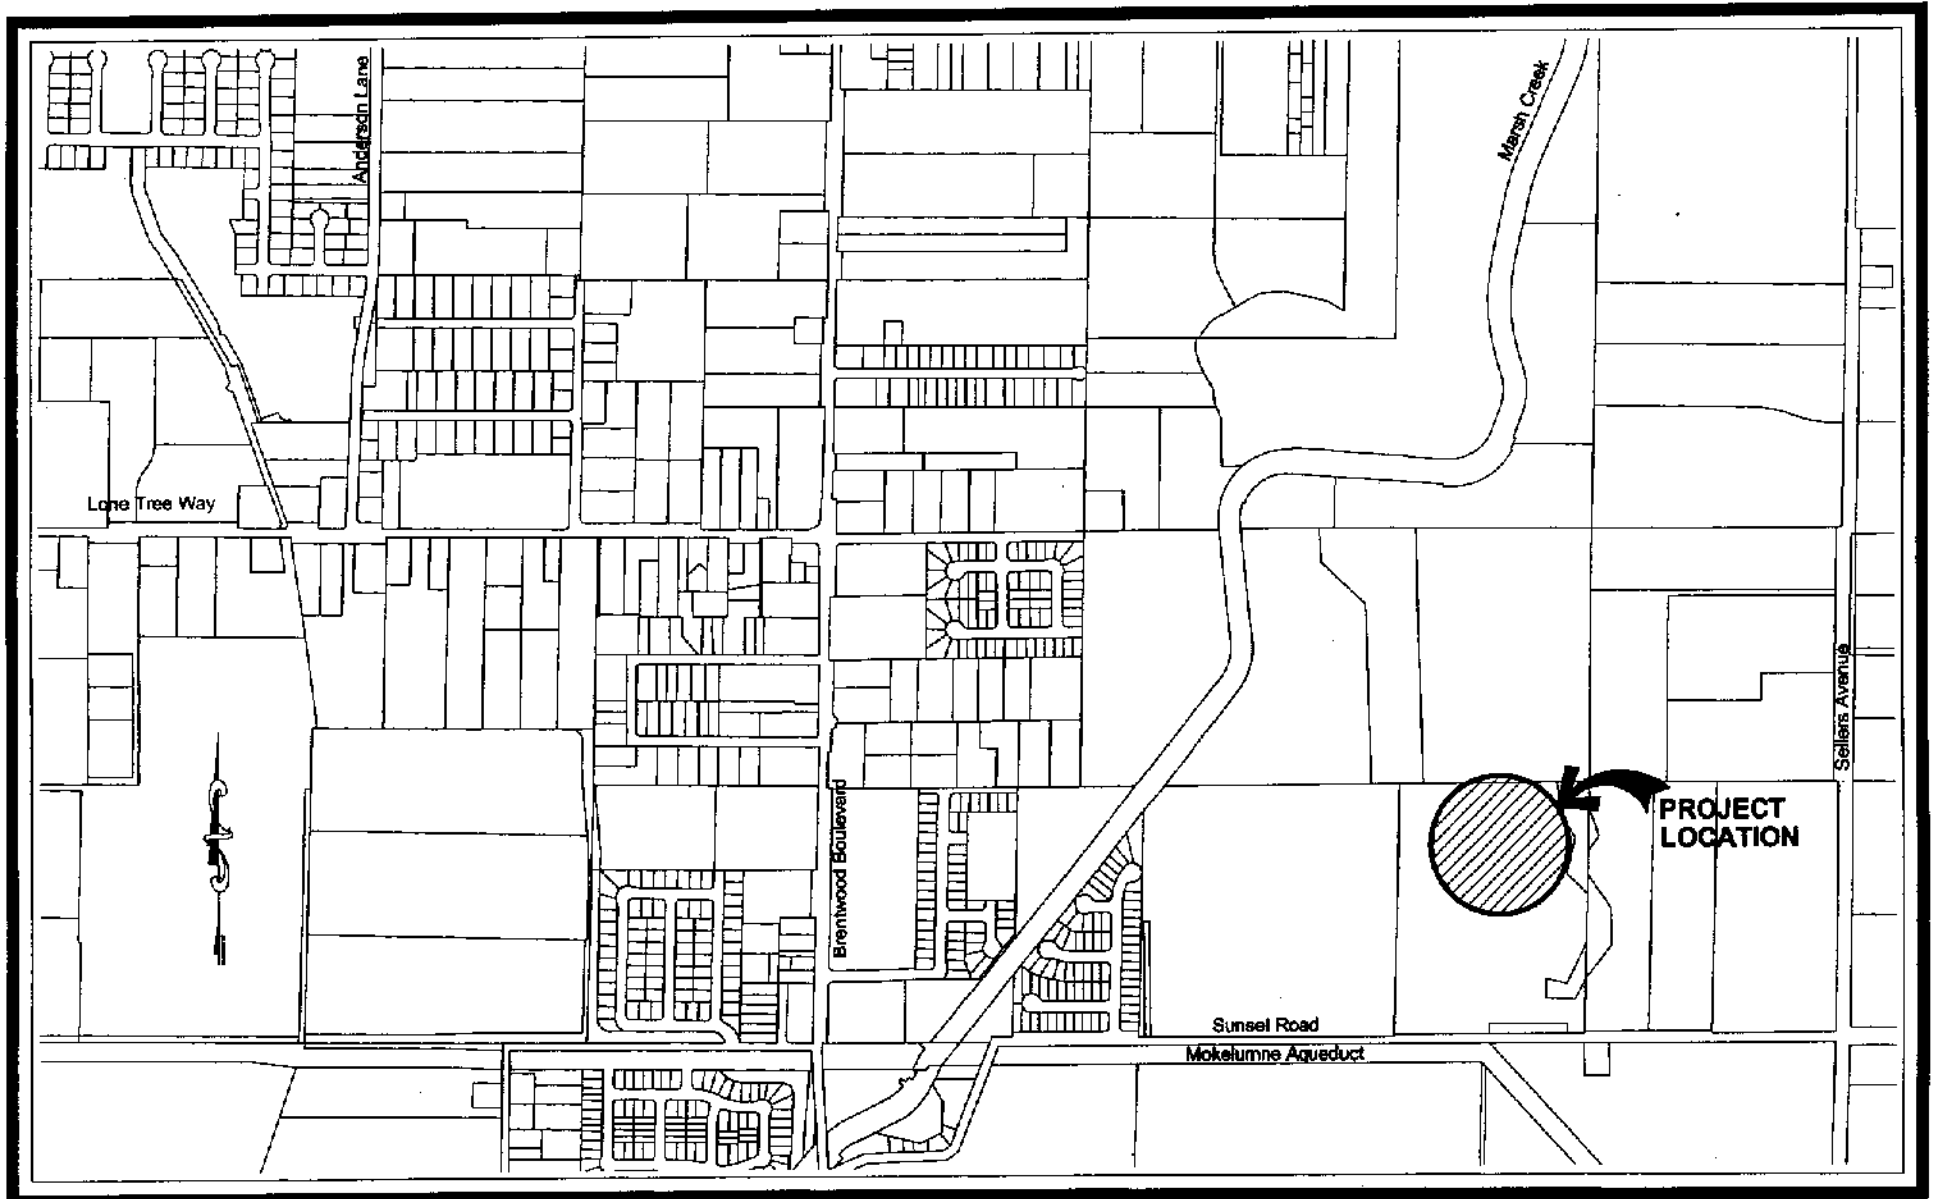 Anderson Lane
Marsh Creek
Lone Tree Way
Sellers Avenue
Brentwood Boulevard
PROJECT
LOCATION
Sunset Road
Mokelumne Aqueduct